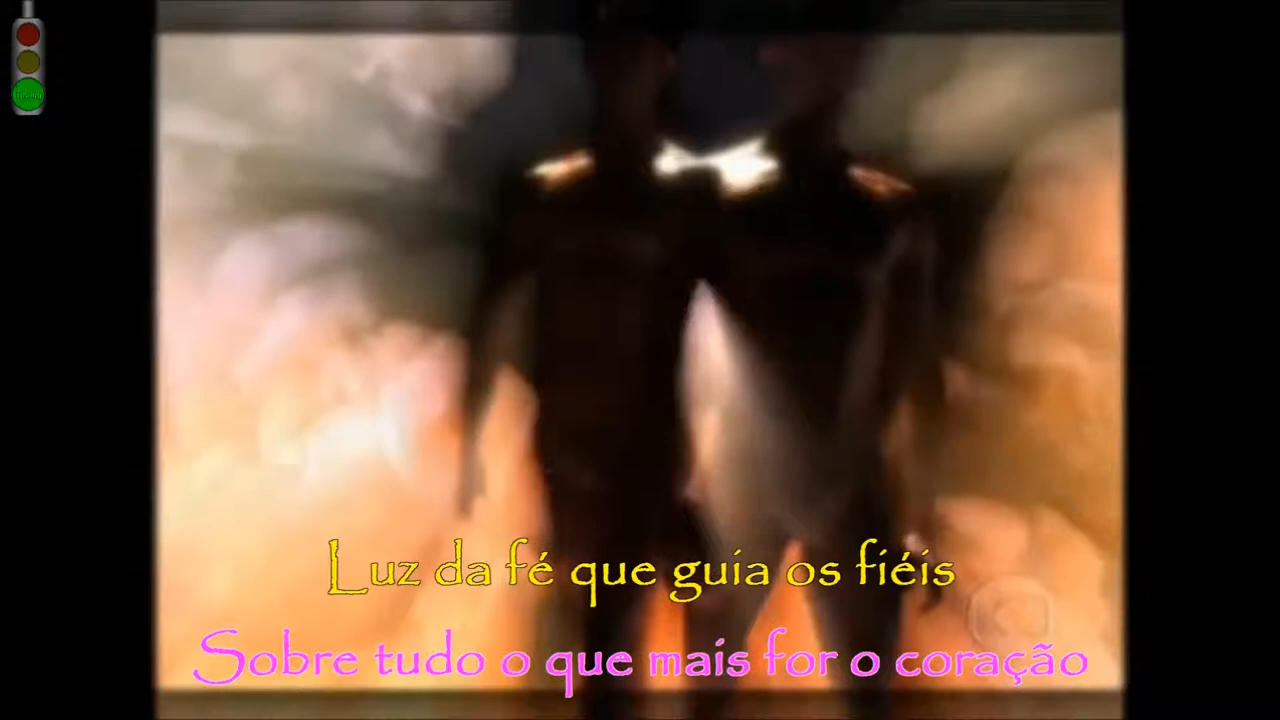 Luz da fé que guia os fiéis
Sobre tudo o que mais for o coração